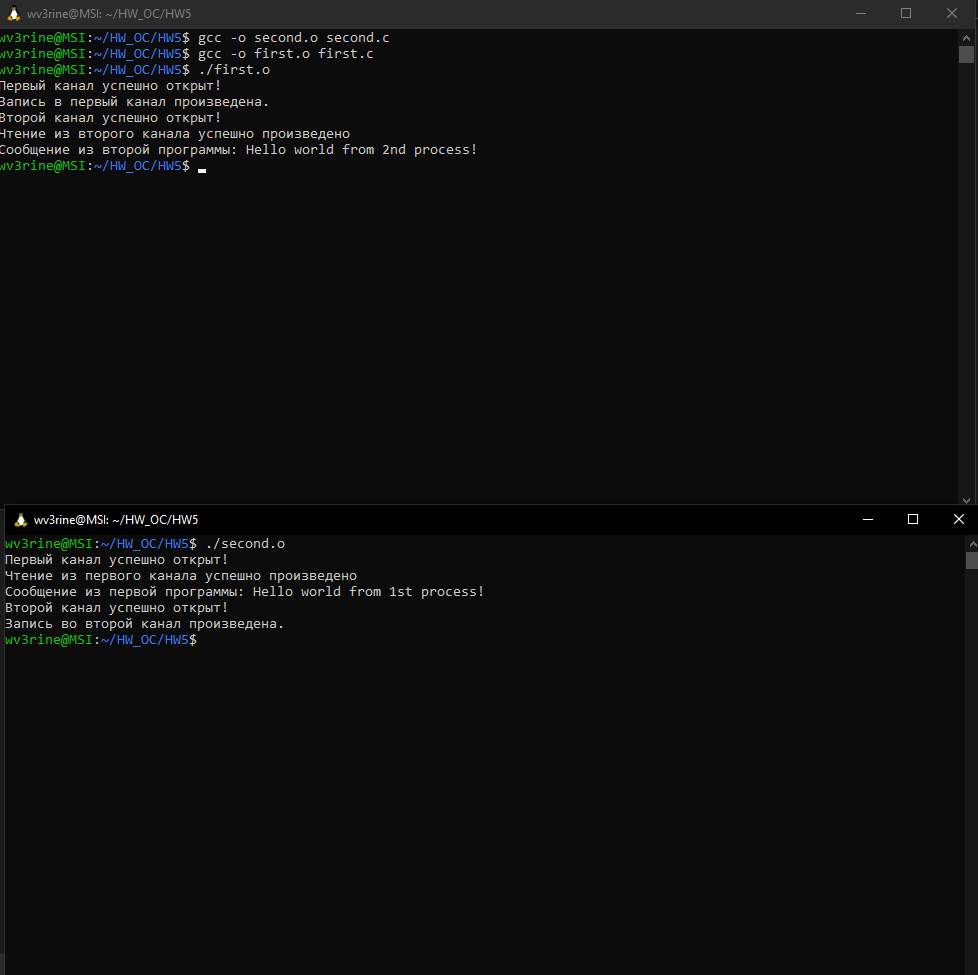 wv3rine@MSI: ~/HW_OC/HW5
wv3rine@MSI:~/HW_OC/HW5$ gcc -o second.o second.c
wv3rine@MSI:~/HW_OC/HW5$ gcc -o first.o first.c
wv3rine@MSI:~/HW_OC/HW5$ ./first.o
Первый канал успешно открыт!
Запись в первый канал произведена.
Второй канал успешно открыт!
Чтение из второго канала успешно произведено
Сообщение из второй программы: Hello world from 2nd process!
wv3rine@MSI:~/HW_OC/HW5$
wv3rine@MSI: ~/HW_OC/HW5
wv3rine@MSI:~/HW_OC/HW5$ ./second.o
Первый канал успешно открыт!
Чтение из первого канала успешно произведено
Сообщение из первой программы: Hello world from 1st process!
Второй канал успешно открыт!
Запись во второй канал произведена.
wv3rine@MSI:~/HW_OC/HW5$